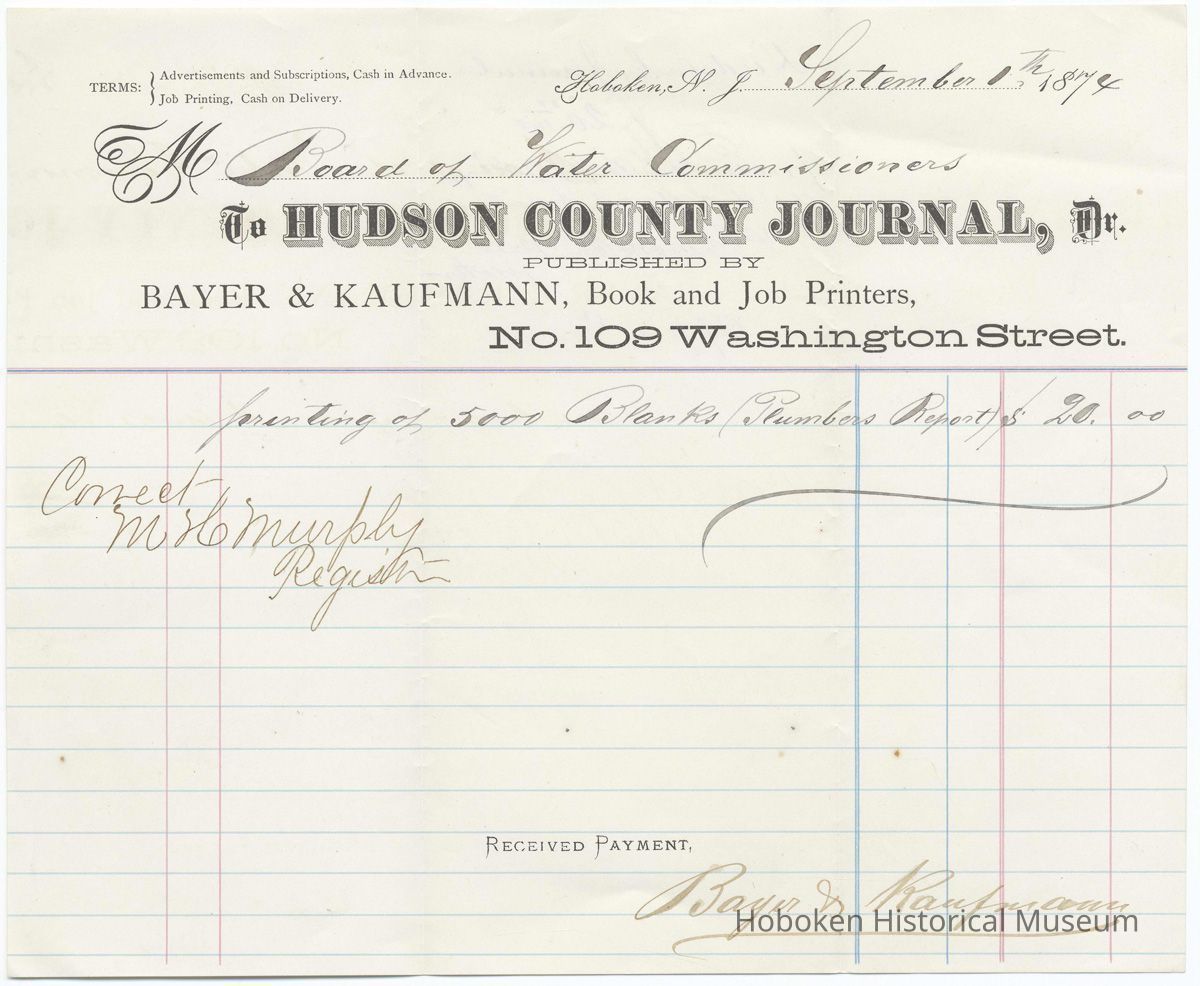 TERMS: Advertisements and Subscriptions, Cash in Advance.
Job Printing, Cash on Delivery.
Hoboken, N. J. September 1th 1874
M Board of Water Commissioners
To HUDSON COUNTY JOURNAL, Dr.
PUBLISHED BY
BAYER & KAUFMANN, Book and Job Printers,
No. 109 Washington Street.
printing of 5000 Blanks (Plumbers Report) $ 20. 00
Correct
M H Murphy
Register
RECEIVED PAYMENT,
Bayer & Kaufmann
Hoboken Historical Museum